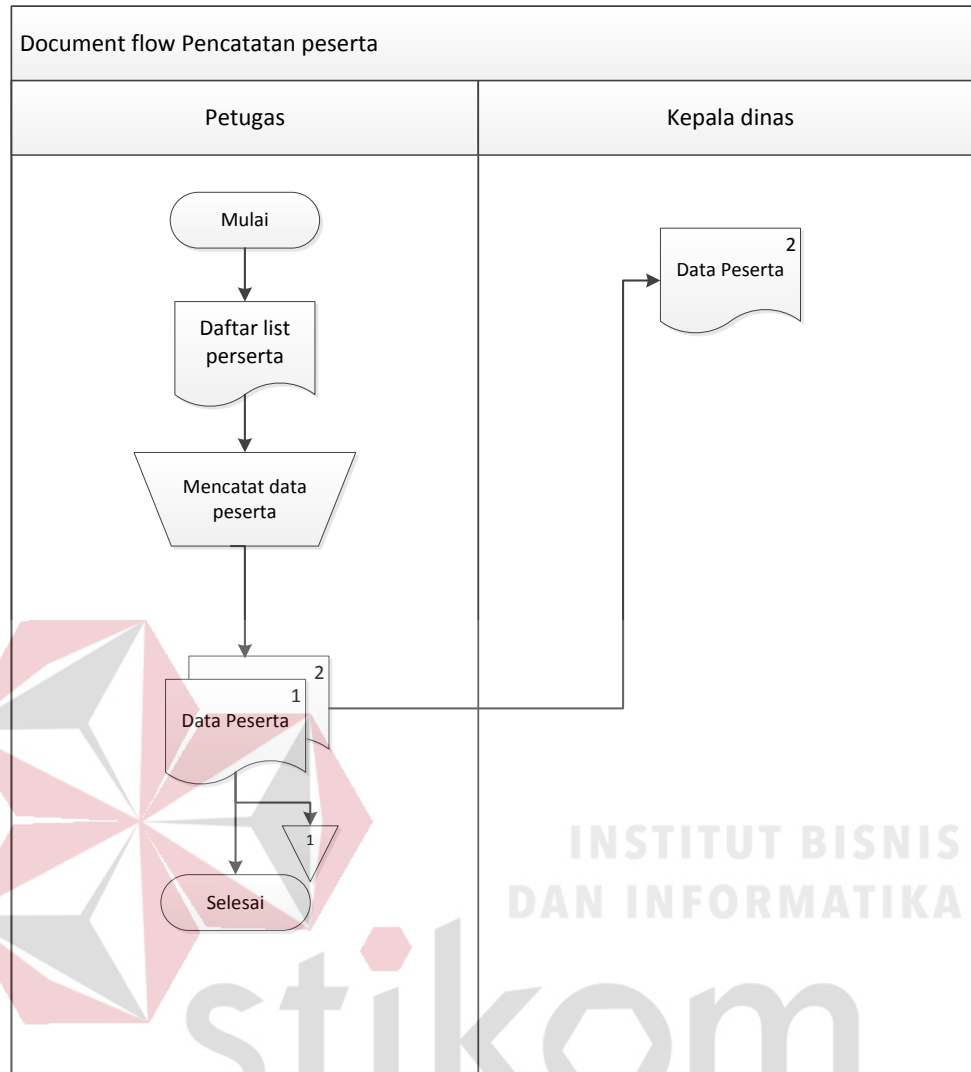 Document flow Pencatatan peserta
Petugas
Kepala dinas
Mulai
Daftar list
perserta
Mencatat data
peserta
2
1
Data Peserta
1
Selesai
2
Data Peserta
INSTITUT BISNIS
DAN INFORMATIKA
stikom